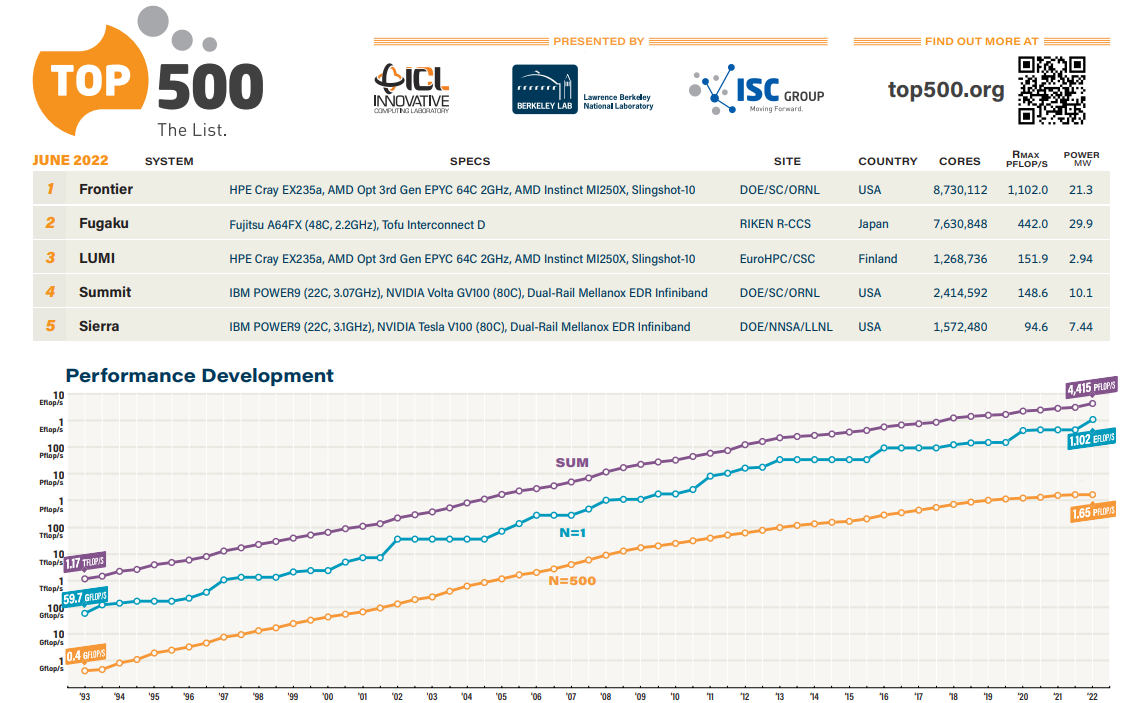 TOP
500
The List.
PRESENTED BY
ICL
INNOVATIVE
COMPUTING LABORATORY
BERKELEY LAB
Lawrence Berkeley
National Laboratory
ISC GROUP
Moving Forward.
FIND OUT MORE AT
top500.org
JUNE 2022 SYSTEM SPECS SITE COUNTRY CORES RMAX PFLOP/S POWER MW
1 Frontier HPE Cray EX235a, AMD Opt 3rd Gen EPYC 64C 2GHz, AMD Instinct MI250X, Slingshot-10 DOE/SC/ORNL USA 8,730,112 1,102.0 21.3
2 Fugaku Fujitsu A64FX (48C, 2.2GHz), Tofu Interconnect D RIKEN R-CCS Japan 7,630,848 442.0 29.9
3 LUMI HPE Cray EX235a, AMD Opt 3rd Gen EPYC 64C 2GHz, AMD Instinct MI250X, Slingshot-10 EuroHPC/CSC Finland 1,268,736 151.9 2.94
4 Summit IBM POWER9 (22C, 3.07GHz), NVIDIA Volta GV100 (80C), Dual-Rail Mellanox EDR Infiniband DOE/SC/ORNL USA 2,414,592 148.6 10.1
5 Sierra IBM POWER9 (22C, 3.1GHz), NVIDIA Tesla V100 (80C), Dual-Rail Mellanox EDR Infiniband DOE/NNSA/LLNL USA 1,572,480 94.6 7.44
Performance Development
10
Eflop/s
1
Eflop/s
100
Pflop/s
10
Pflop/s
1
Pflop/s
100
Tflop/s
10
Tflop/s
1
Tflop/s
100
Gflop/s
10
Gflop/s
1
Gflop/s
4,415 PFLOP/S
1.102 EFLOP/S
SUM
N=1
1.65 PFLOP/S
1.17 TFLOP/S
N=500
59.7 GFLOP/S
0.4 GFLOP/S
'93 '94 '95 '96 '97 '98 '99 '00 '01 '02 '03 '04 '05 '06 '07 '08 '09 '10 '11 '12 '13 '14 '15 '16 '17 '18 '19 '20 '21 '22